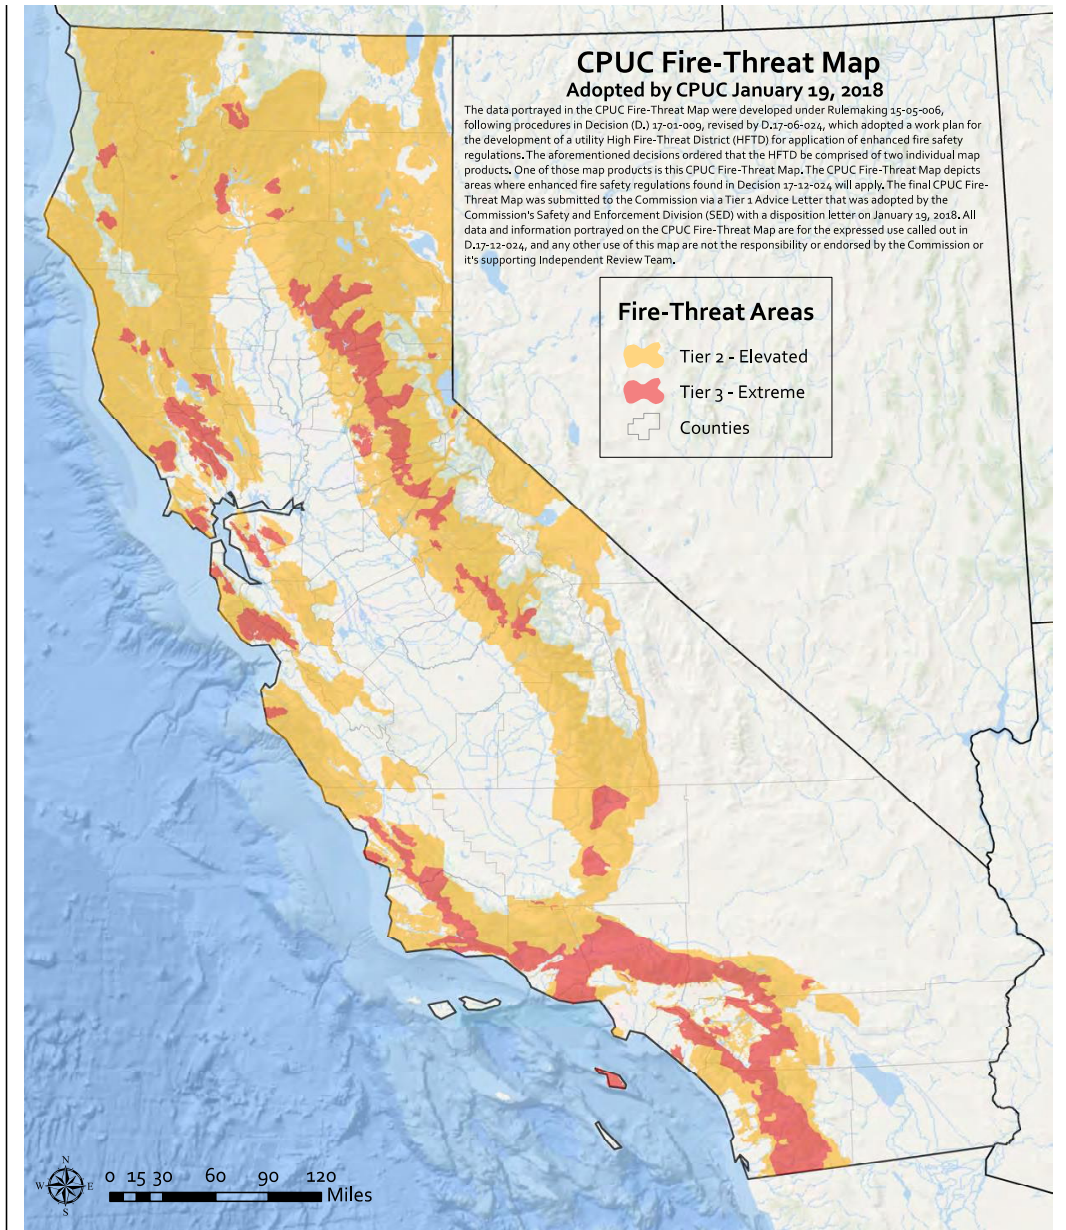 CPUC Fire-Threat Map
Adopted by CPUC January 19, 2018
The data portrayed in the CPUC Fire-Threat Map were developed under Rulemaking 15-05-006,
following procedures in Decision (D.) 17-01-009, revised by D.17-06-024, which adopted a work plan for
the development of a utility High Fire-Threat District (HFTD) for application of enhanced fire safety
regulations. The aforementioned decisions ordered that the HFTD be comprised of two individual map
products. One of those map products is this CPUC Fire-Threat Map. The CPUC Fire-Threat Map depicts
areas where enhanced fire safety regulations found in Decision 17-12-024 will apply. The final CPUC Fire-
Threat Map was submitted to the Commission via a Tier 1 Advice Letter that was adopted by the
Commission's Safety and Enforcement Division (SED) with a disposition letter on January 19, 2018. All
data and information portrayed on the CPUC Fire-Threat Map are for the expressed use called out in
D.17-12-024, and any other use of this map are not the responsibility or endorsed by the Commission or
it's supporting Independent Review Team.
Fire-Threat Areas
Tier 2 - Elevated
Tier 3 - Extreme
Counties
N
W E
S
0 15 30 60 90 120
Miles